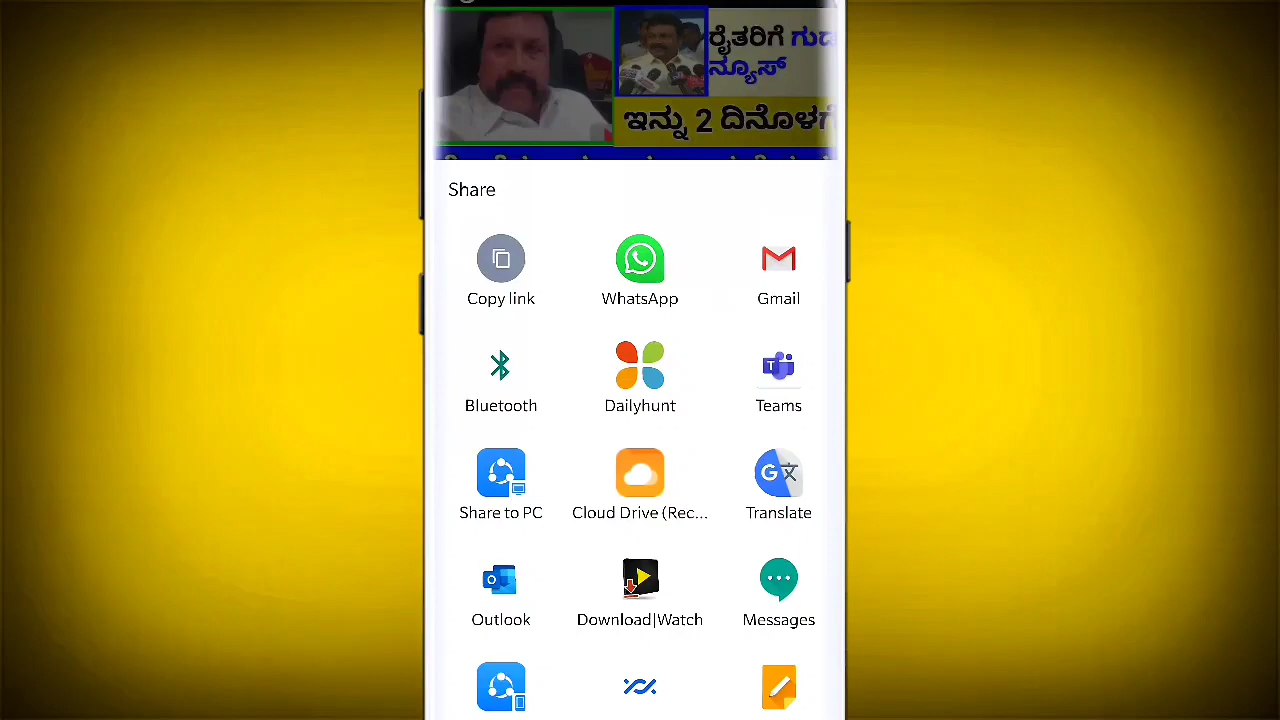 ರೈತರಿಗೆ ಗುಡ
ನ್ಯೂಸ್
ಇನ್ನು 2 ದಿನೊಳಗೆ
Share
Copy link
WhatsApp
Gmail
Bluetooth
Dailyhunt
Teams
Share to PC
Cloud Drive (Rec...
Translate
Outlook
Download|Watch
Messages